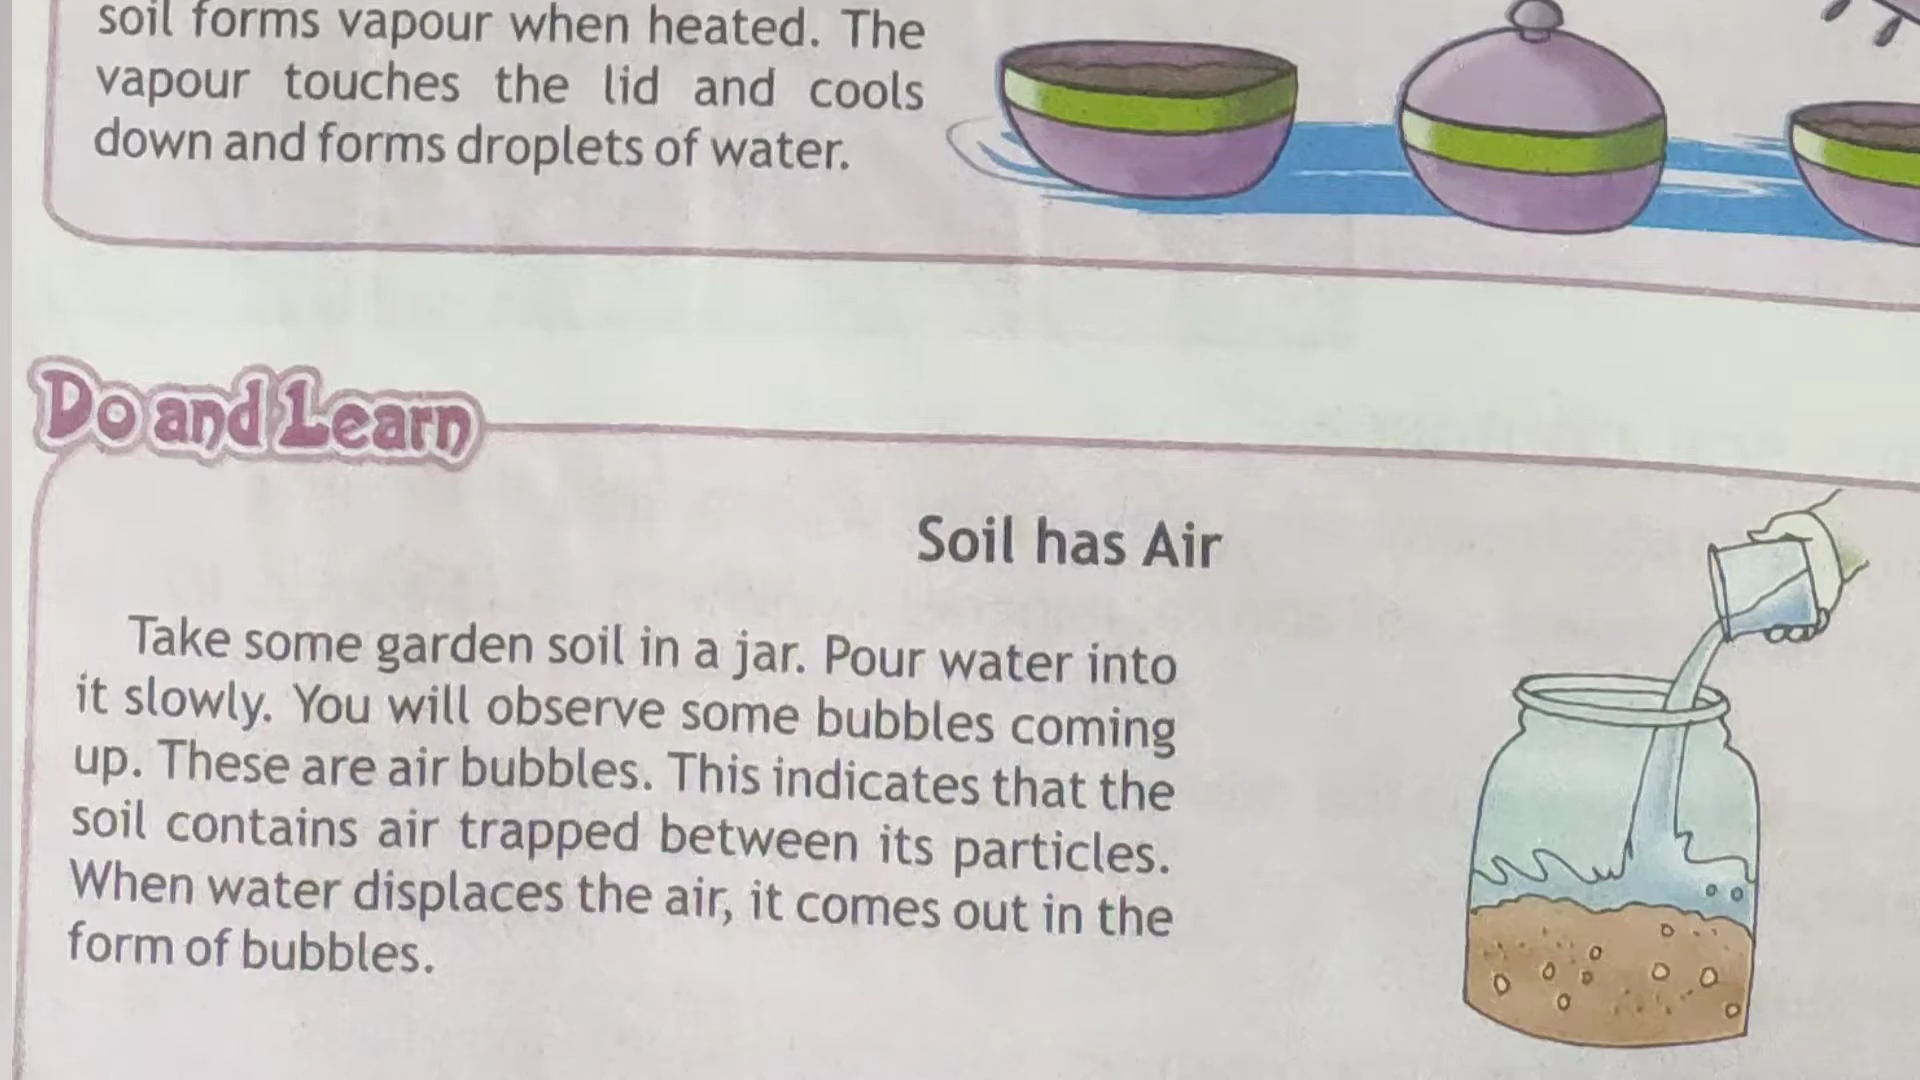 soil forms vapour when heated. The
vapour touches the lid and cools
down and forms droplets of water.
Do and Learn
Soil has Air
Take some garden soil in a jar. Pour water into
it slowly. You will observe some bubbles coming
up. These are air bubbles. This indicates that the
soil contains air trapped between its particles.
When water displaces the air, it comes out in the
form of bubbles.